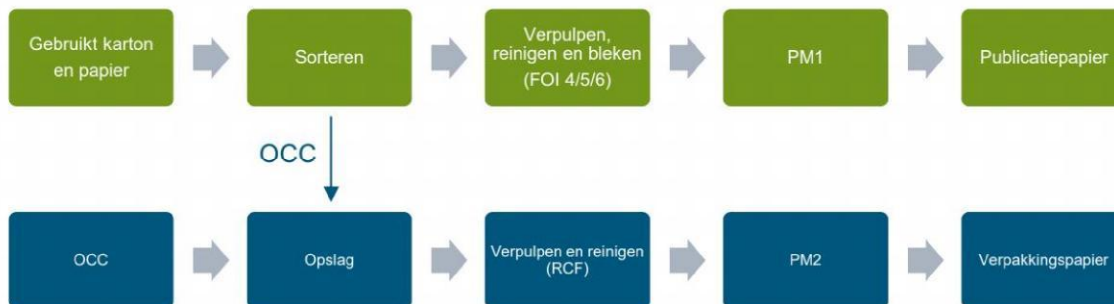 Gebruikt karton
en papier
Sorteren
Verpulpen,
reinigen en bleken
(FOI 4/5/6)
PM1
Publicatiepapier
OCC
OCC
Opslag
Verpulpen en reinigen
(RCF)
PM2
Verpakkingspapier